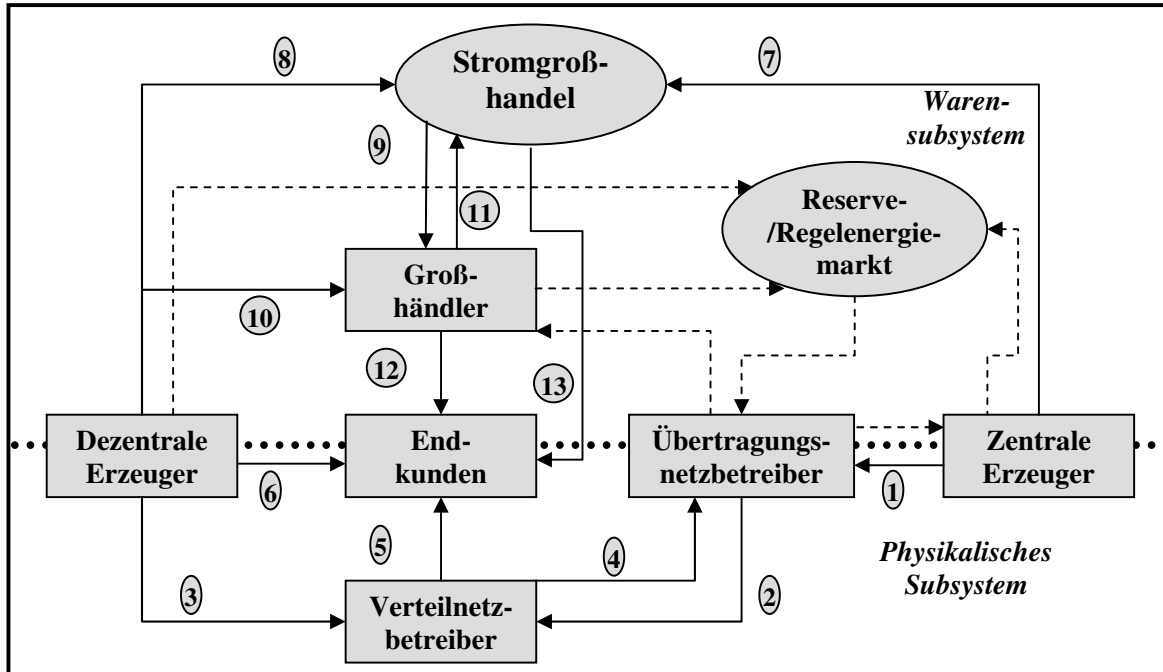 8
Stromgroß-
handel
7
Waren-
subsystem
9
11
Reserve-
/Regelenergie-
markt
Groß-
händler
10
12
13
Dezentrale
Erzeuger
End-
kunden
Übertragungs-
netzbetreiber
Zentrale
Erzeuger
6
1
5
4
Physikalisches
Subsystem
3
Verteilnetz-
betreiber
2